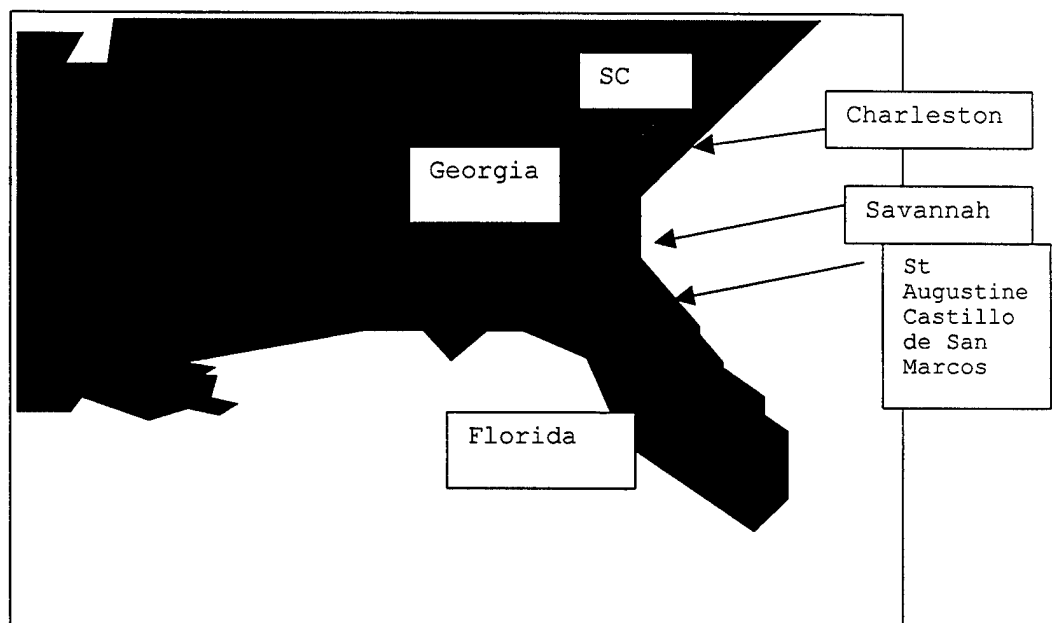 SC
Charleston
Georgia
Savannah
St
Augustine
Castillo
de San
Marcos
Florida